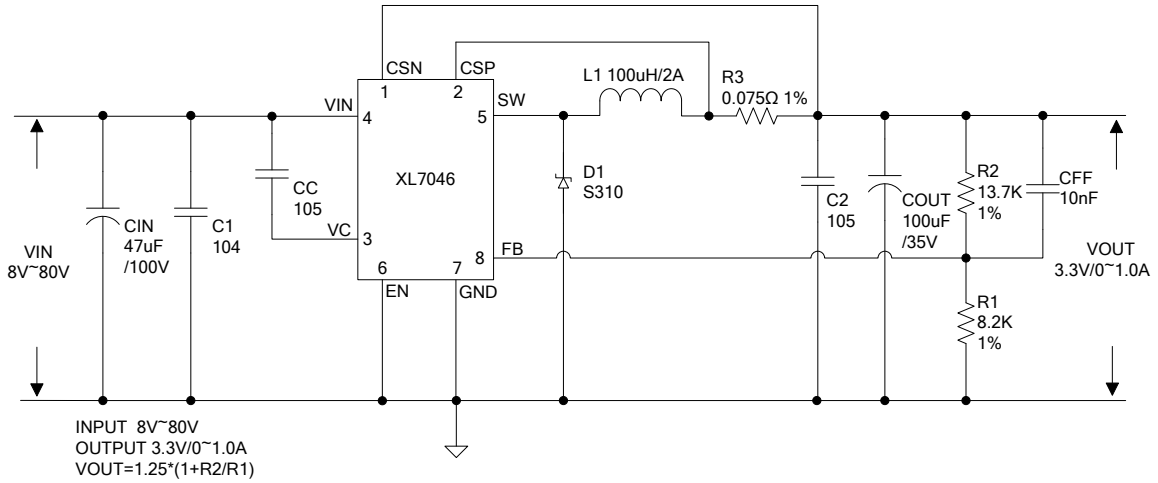 CSN
CSP
1
2
L1 100uH/2A
R3
0.075Ω 1%
VIN
4
SW
5
XL7046
CC
105
VC
3
D1
S310
CIN
47uF
/100V
C1
104
VIN
8V~80V
C2
105
COUT
100uF
/35V
R2
13.7K
1%
CFF
10nF
8
FB
6
7
EN
GND
R1
8.2K
1%
VOUT
3.3V/0~1.0A
INPUT 8V~80V
OUTPUT 3.3V/0~1.0A
VOUT=1.25*(1+R2/R1)